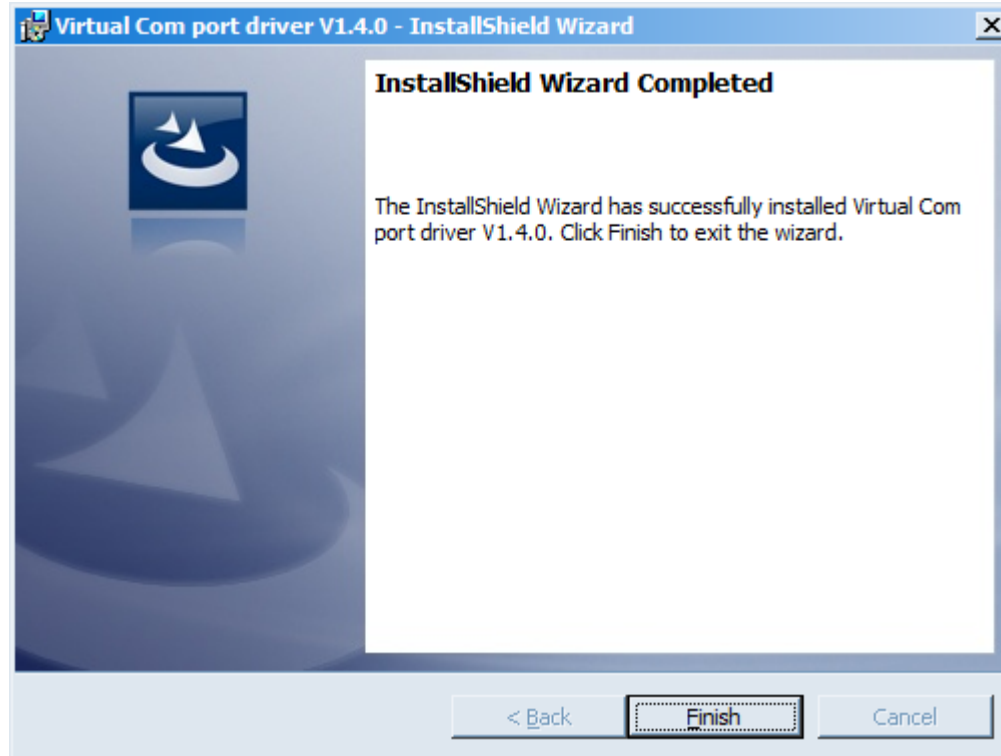 Virtual Com port driver V1.4.0 - InstallShield Wizard
InstallShield Wizard Completed
The InstallShield Wizard has successfully installed Virtual Com
port driver V1.4.0. Click Finish to exit the wizard.
< Back Finish Cancel